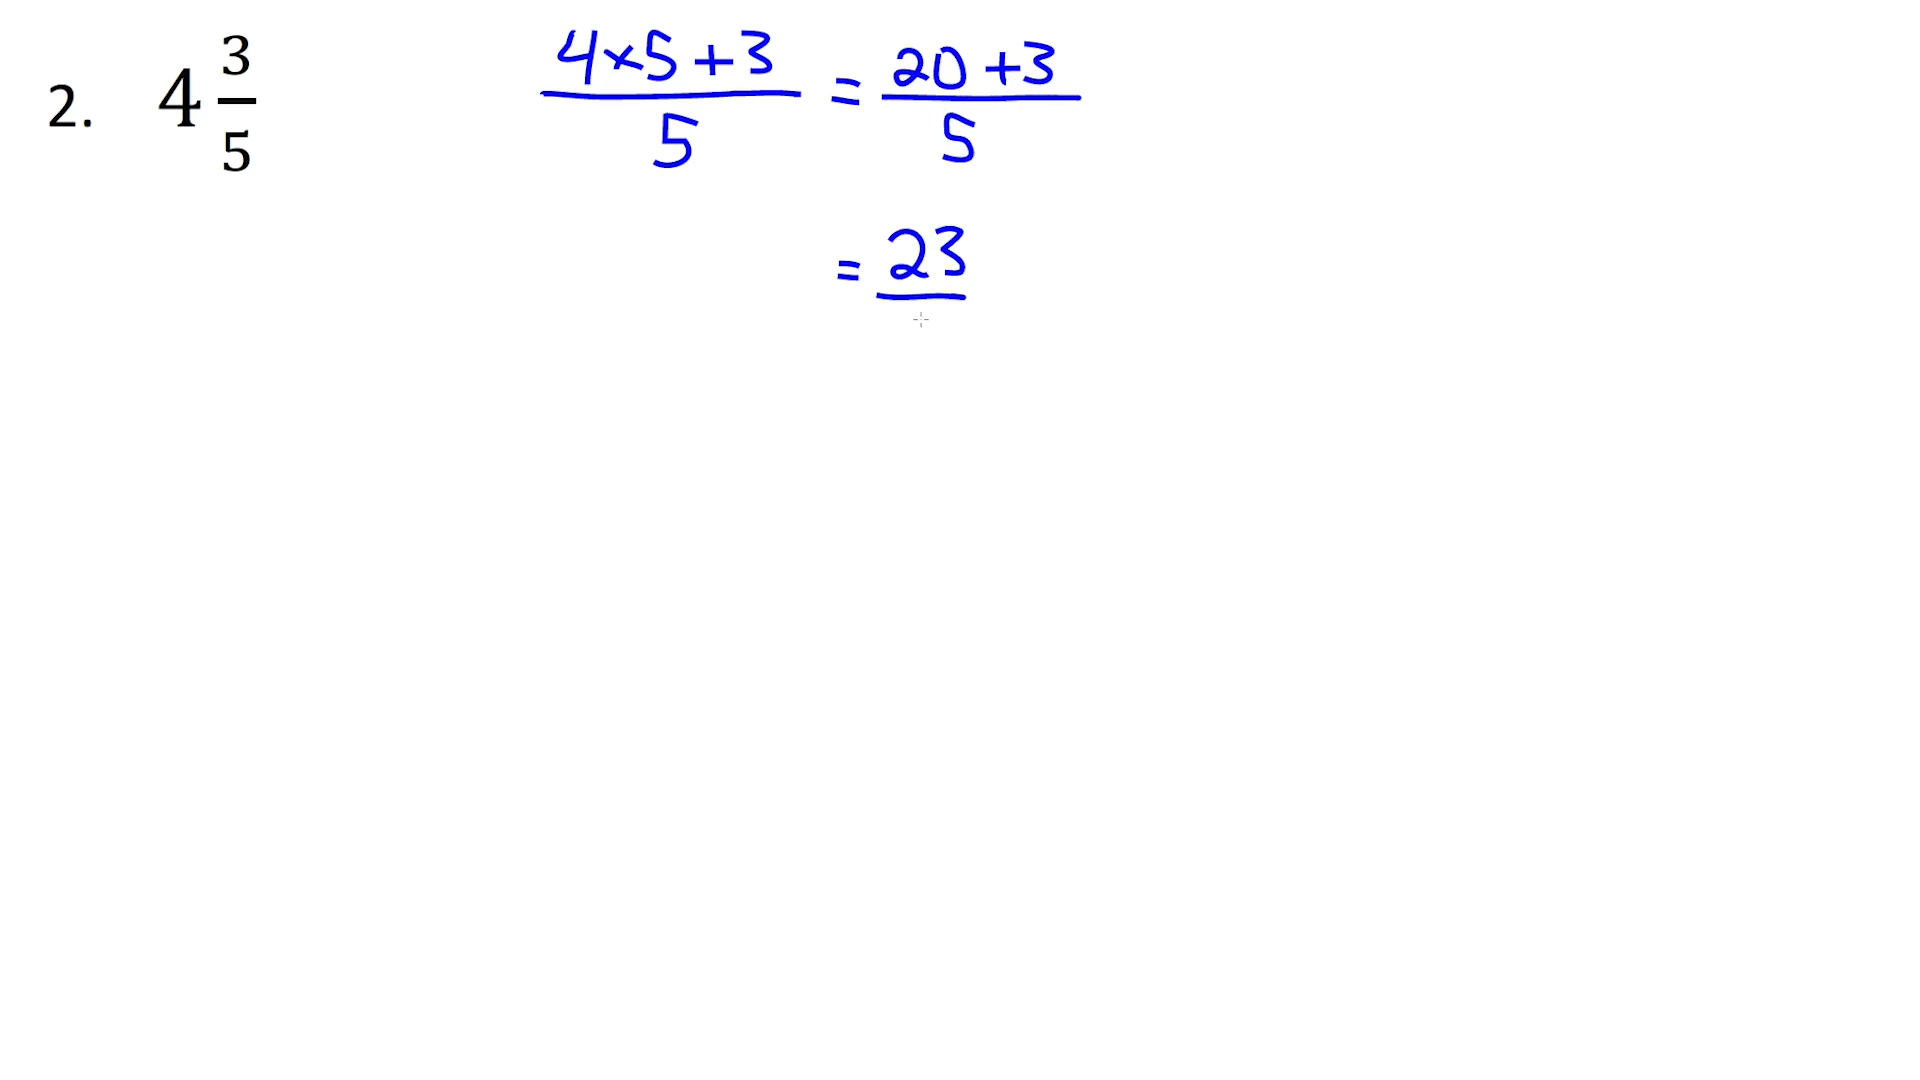 2. 4 3/5 (4×5+3)/5 = (20+3)/5
= 23/